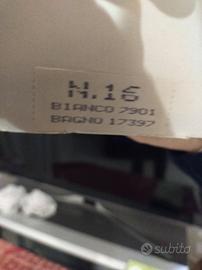 N.16
BIANCO 7901
BAGNO 17397
subito